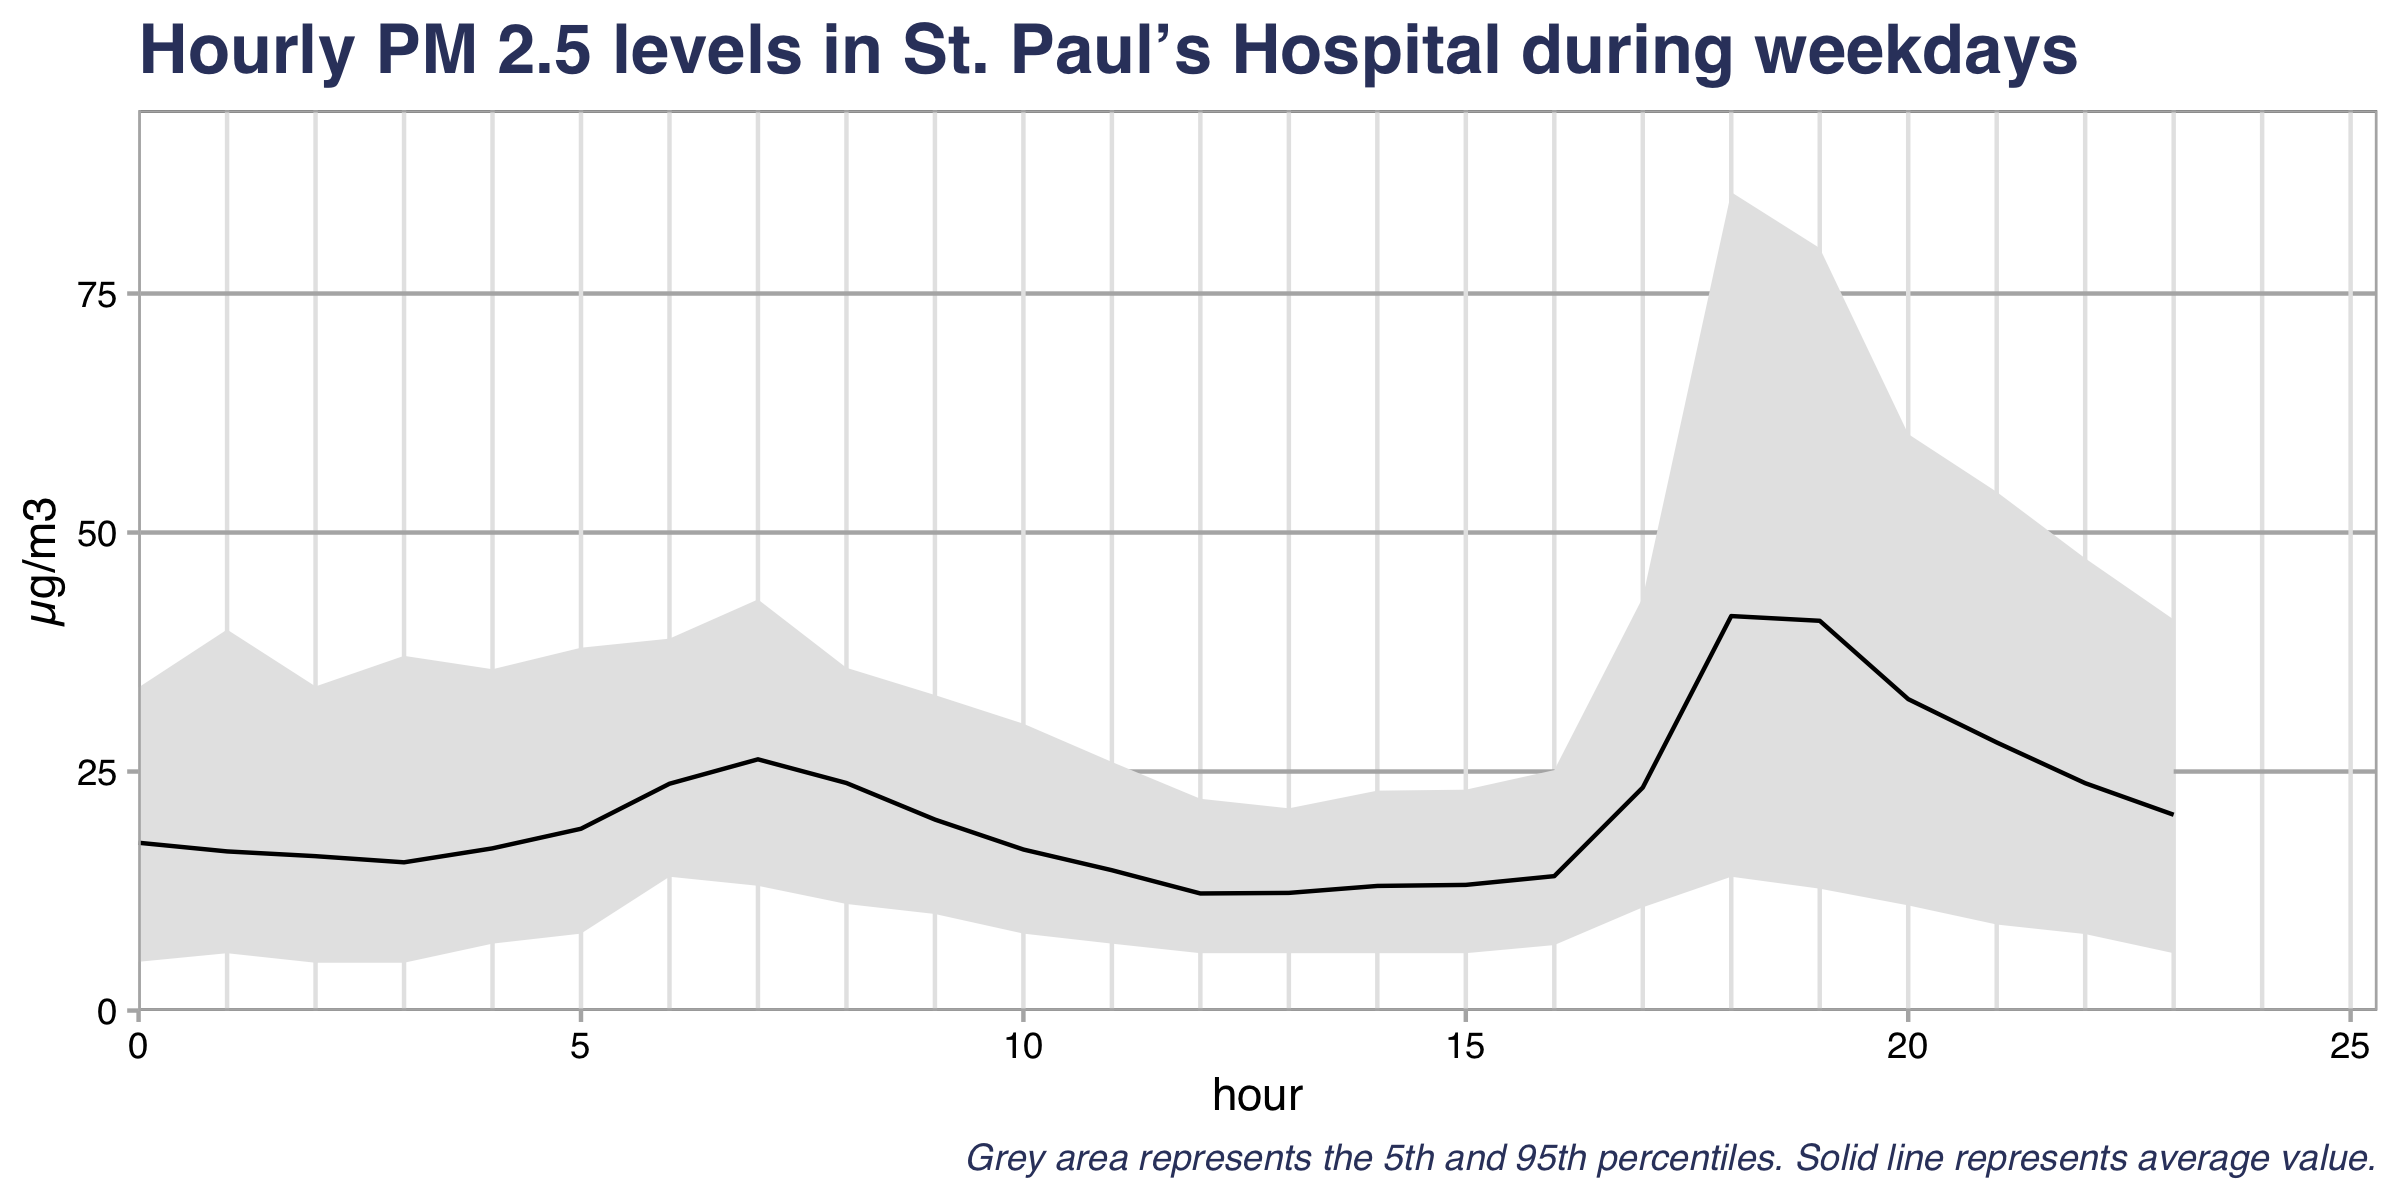 Hourly PM 2.5 levels in St. Paul’s Hospital during weekdays
µg/m3
75
50
25
0
0 5 10 15 20 25
hour
Grey area represents the 5th and 95th percentiles. Solid line represents average value.